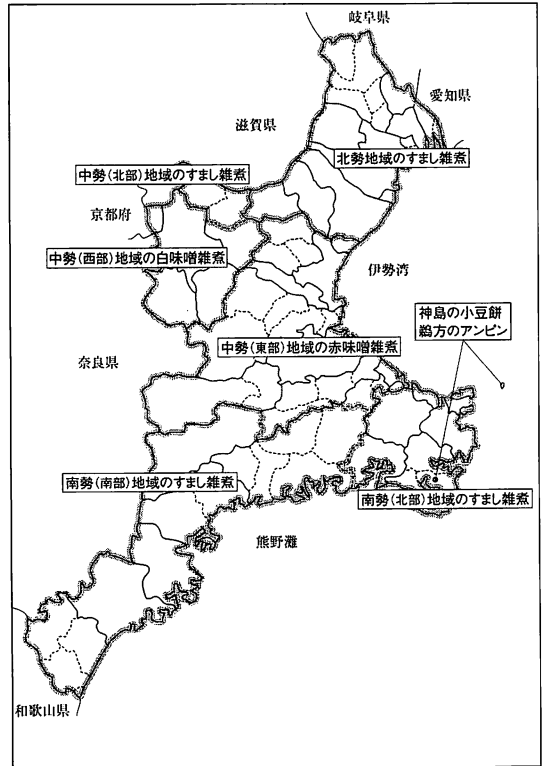 岐阜県
愛知県
滋賀県
北勢地域のすまし雑煮
中勢(北部)地域のすまし雑煮
京都府
中勢(西部)地域の白味噌雑煮
伊勢湾
神島の小豆餅
鵜方のアンピン
中勢(東部)地域の赤味噌雑煮
奈良県
南勢(南部)地域のすまし雑煮
南勢(北部)地域のすまし雑煮
熊野灘
和歌山県